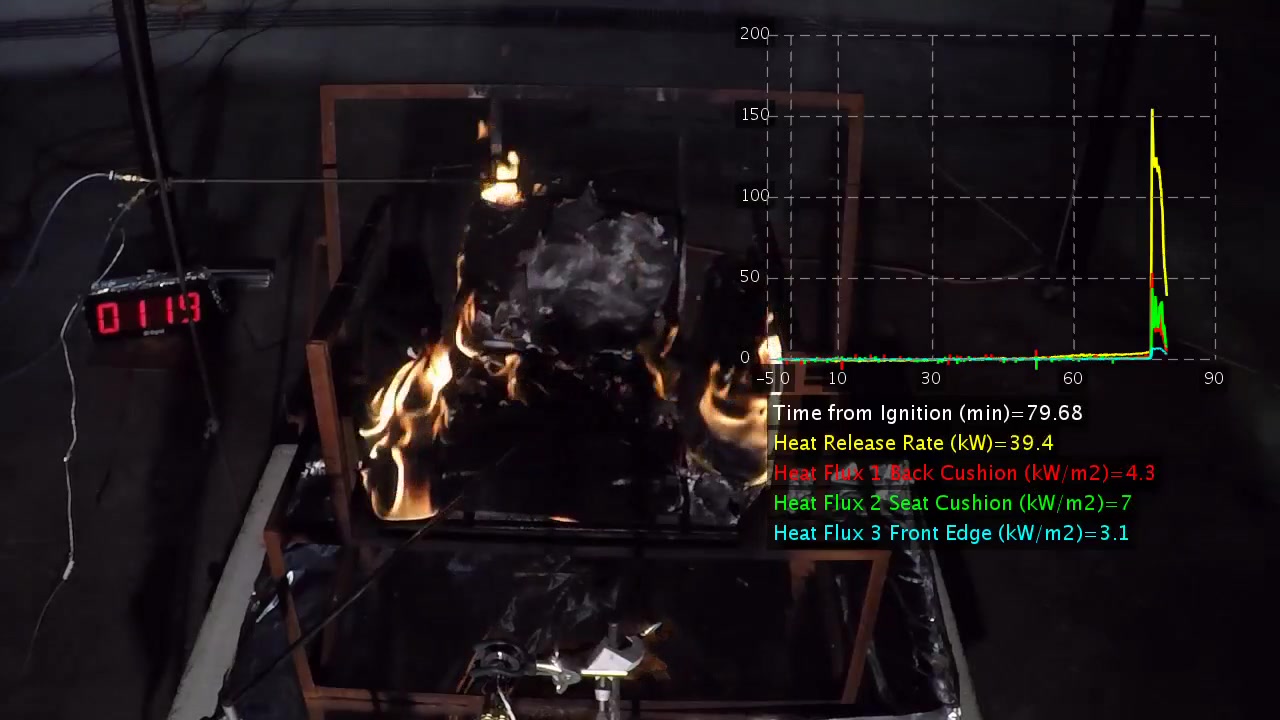 200
150
100
50
0
-5 0 10 30 60 90
0119
Time from Ignition (min)=79.68
Heat Release Rate (kW)=39.4
Heat Flux 1 Back Cushion (kW/m2)=4.3
Heat Flux 2 Seat Cushion (kW/m2)=7
Heat Flux 3 Front Edge (kW/m2)=3.1